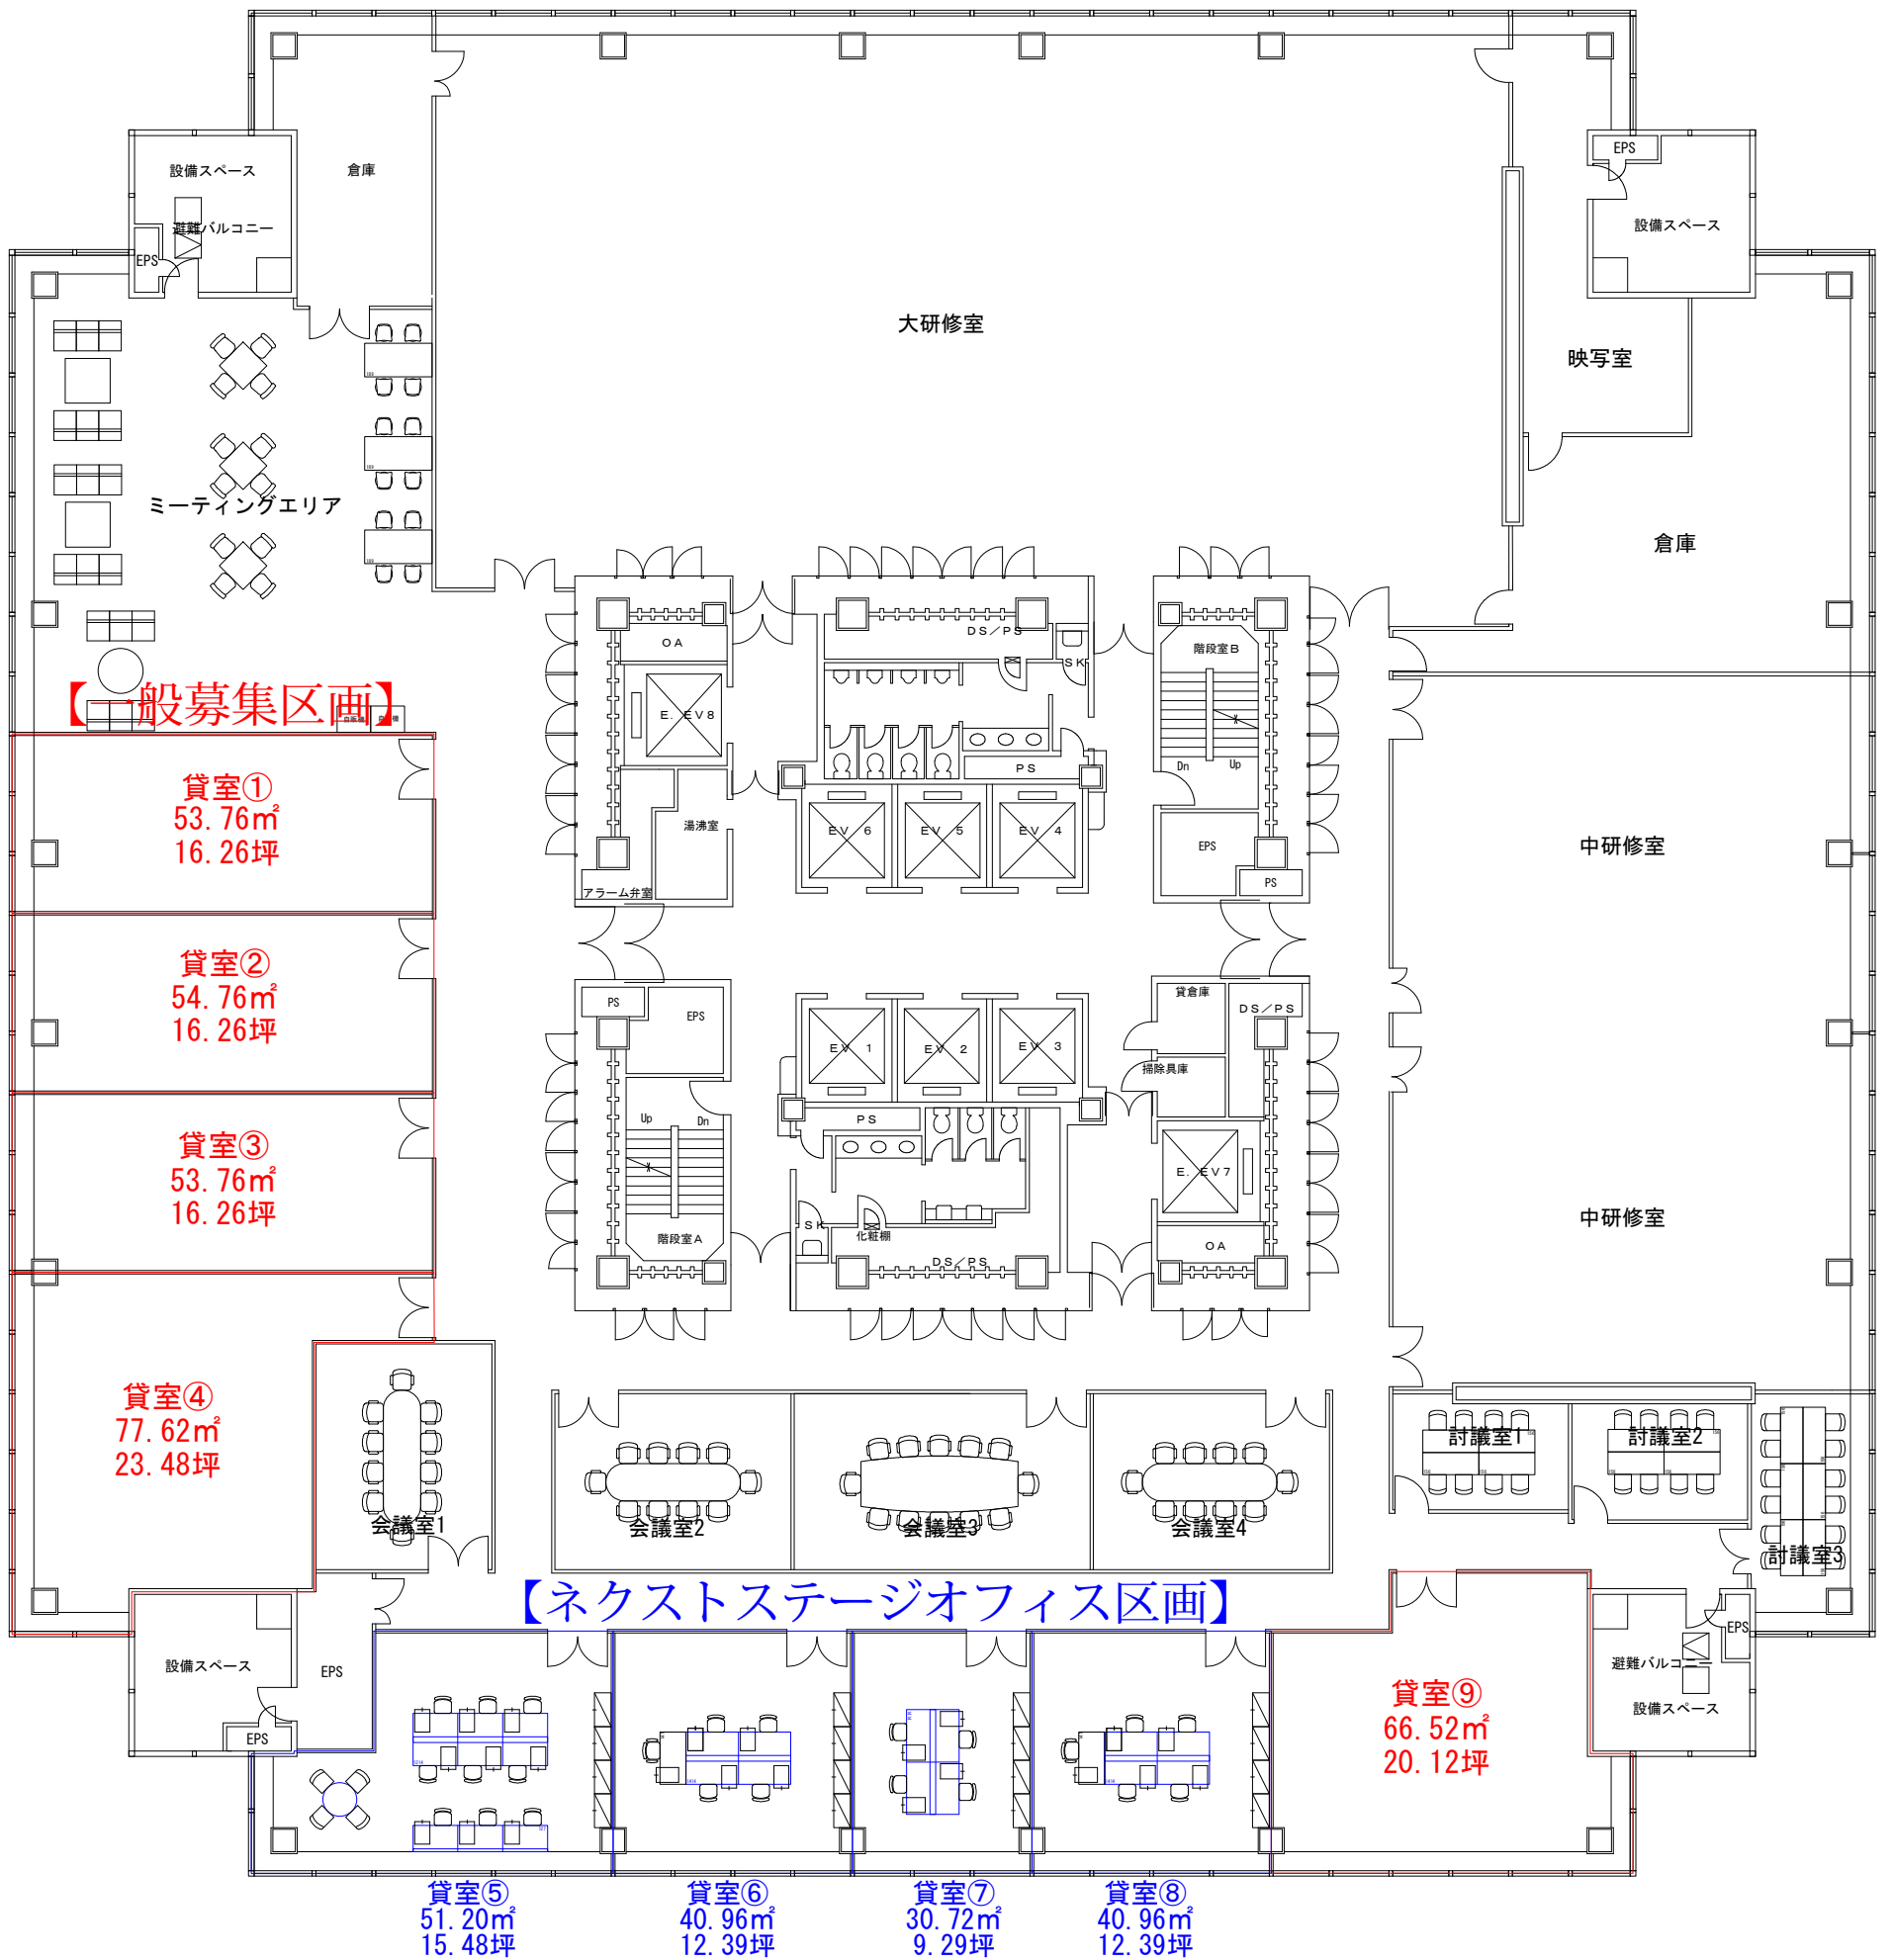 設備スペース
避難バルコニー
EPS
倉庫
大研修室
EPS
設備スペース
映写室
倉庫
ミーティングエリア
【一般募集区画】
貸室①
53.76㎡
16.26坪
貸室②
54.76㎡
16.26坪
貸室③
53.76㎡
16.26坪
貸室④
77.62㎡
23.48坪
OA
E.EV8
湯沸室
アラーム弁室
DS/PS
SK
PS
EV 6
EV 5
EV 4
階段室B
Dn
Up
EPS
PS
中研修室
中研修室
PS
EPS
Up
Dn
階段室A
EV 1
EV 2
EV 3
PS
SK
化粧棚
DS/PS
貸倉庫
DS/PS
掃除具庫
E.EV7
OA
会議室1
会議室2
会議室3
会議室4
討議室1
討議室2
討議室3
【ネクストステージオフィス区画】
設備スペース
EPS
EPS
EPS
避難バルコニー
設備スペース
貸室⑨
66.52㎡
20.12坪
貸室⑤
51.20㎡
15.48坪
貸室⑥
40.96㎡
12.39坪
貸室⑦
30.72㎡
9.29坪
貸室⑧
40.96㎡
12.39坪